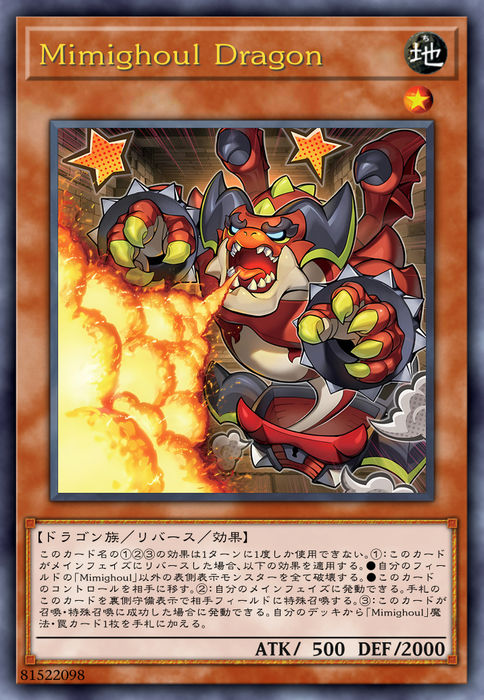 Mimighoul Dragon
ち
地
【ドラゴン族／リバース／効果】
このカード名の①②③の効果は1ターンに1度しか使用できない。①：このカード
がメインフェイズにリバースした場合、以下の効果を適用する。●自分のフィー
ルドの「Mimighoul」以外の表側表示モンスターを全て破壊する。●このカード
のコントロールを相手に移す。②：自分のメインフェイズに発動できる。手札の
このカードを裏側守備表示で相手フィールドに特殊召喚する。③：このカードが
召喚・特殊召喚に成功した場合に発動できる。自分のデッキから「Mimighoul」魔
法・罠カード1枚を手札に加える。
ATK/ 500 DEF/2000
81522098